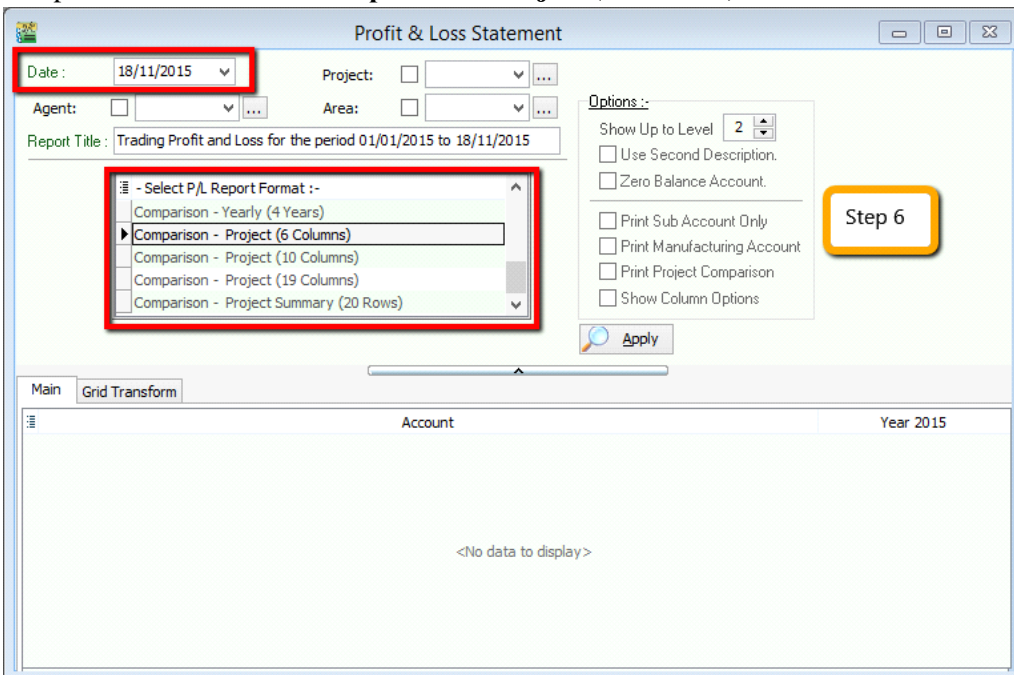 Profit & Loss Statement
Date : 18/11/2015 Project: ...
Agent: ... Area: ...
Report Title : Trading Profit and Loss for the period 01/01/2015 to 18/11/2015
- Select P/L Report Format :-
Comparison - Yearly (4 Years)
Comparison - Project (6 Columns)
Comparison - Project (10 Columns)
Comparison - Project (19 Columns)
Comparison - Project Summary (20 Rows)
Options :-
Show Up to Level 2
Use Second Description.
Zero Balance Account.
Print Sub Account Only
Print Manufacturing Account
Print Project Comparison
Show Column Options
Apply
Step 6
Main Grid Transform
Account Year 2015
<No data to display>